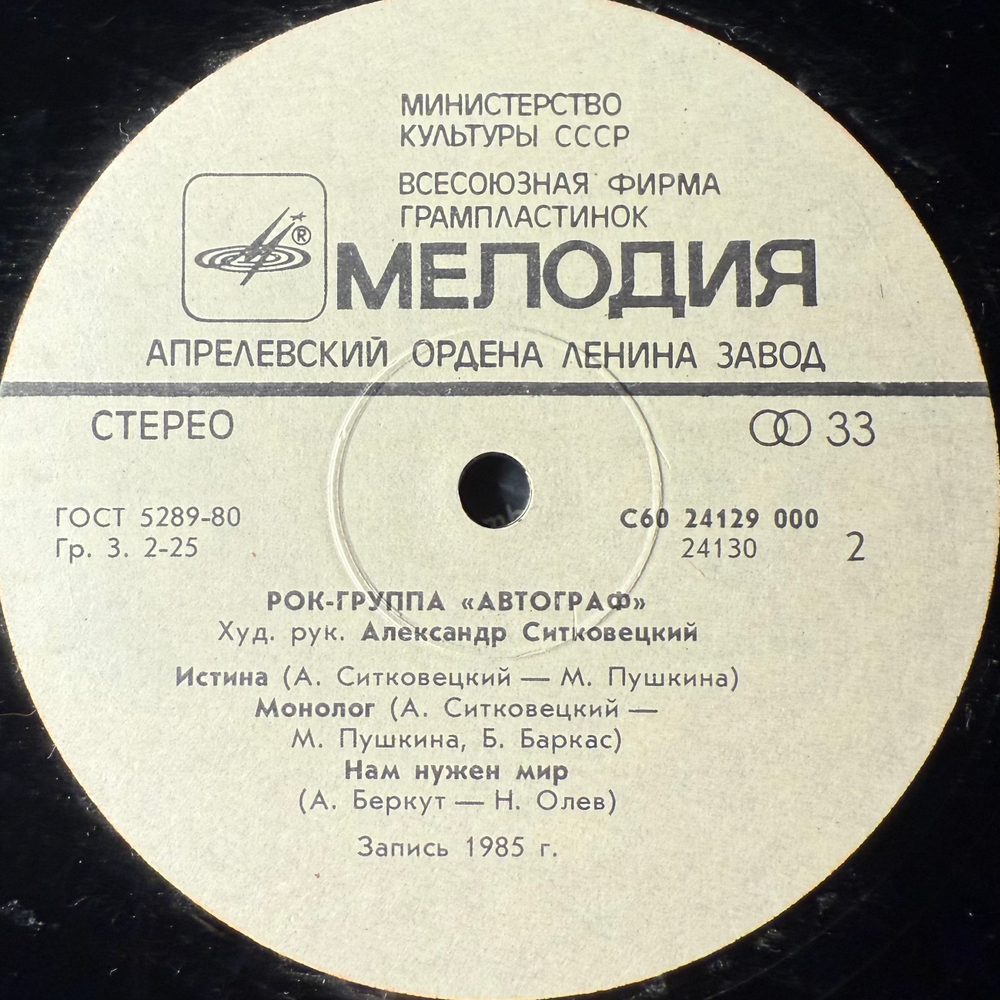 МИНИСТЕРСТВО
КУЛЬТУРЫ СССР
ВСЕСОЮЗНАЯ ФИРМА
ГРАМПЛАСТИНОК
®
МЕЛОДИЯ
АПРЕЛЕВСКИЙ ОРДЕНА ЛЕНИНА ЗАВОД
СТЕРЕО
33
ГОСТ 5289-80
Гр. 3. 2-25
С60 24129 000
24130
2
РОК-ГРУППА «АВТОГРАФ»
Худ. рук. Александр Ситковецкий
Истина (А. Ситковецкий — М. Пушкина)
Монолог (А. Ситковецкий —
М. Пушкина, Б. Баркас)
Нам нужен мир
(А. Беркут — Н. Олев)
Запись 1985 г.